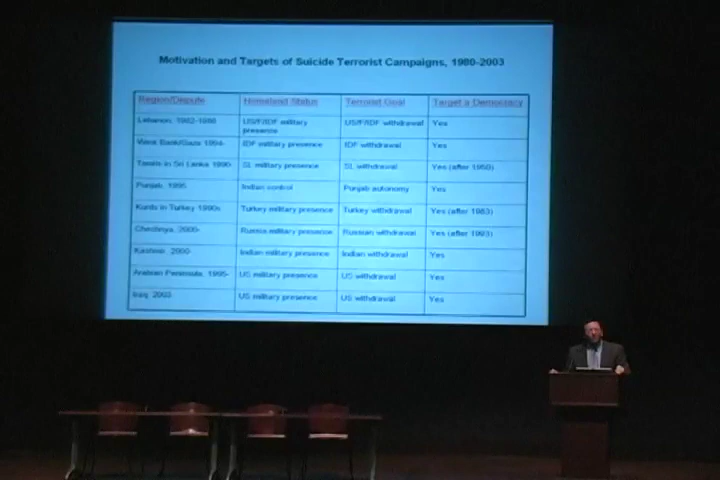 Motivation and Targets of Suicide Terrorist Campaigns, 1980-2003
Region/Dispute Homeland Status Terrorist Goal Target a Democracy
Lebanon, 1982-1986 US/F/IDF military presence US/F/IDF withdrawal Yes
West Bank/Gaza 1994- IDF military presence IDF withdrawal Yes
Tamils in Sri Lanka 1990- SL military presence SL withdrawal Yes (after 1950)
Punjab, 1995 Indian control Punjab autonomy Yes
Kurds in Turkey 1990s Turkey military presence Turkey withdrawal Yes (after 1983)
Chechnya, 2000- Russia military presence Russian withdrawal Yes (after 1993)
Kashmir, 2000- Indian military presence Indian withdrawal Yes
Arabian Peninsula, 1995- US military presence US withdrawal Yes
Iraq, 2003 US military presence US withdrawal Yes